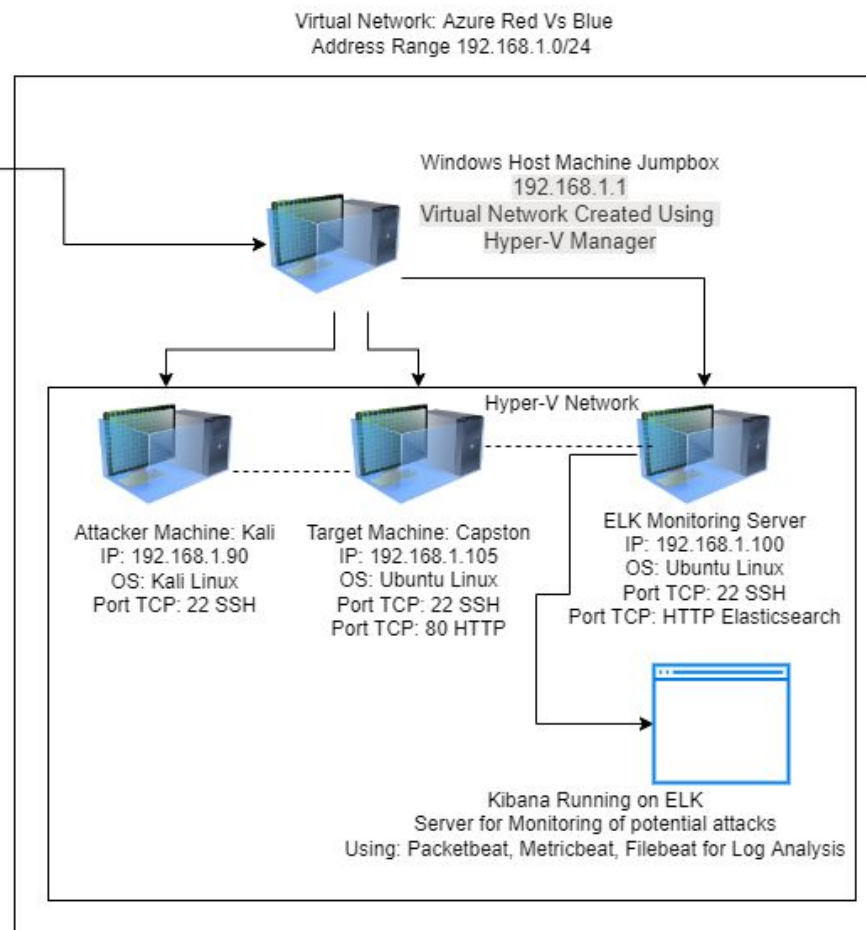 Virtual Network: Azure Red Vs Blue
Address Range 192.168.1.0/24
Windows Host Machine Jumpbox
192.168.1.1
Virtual Network Created Using
Hyper-V Manager
Hyper-V Network
Attacker Machine: Kali
IP: 192.168.1.90
OS: Kali Linux
Port TCP: 22 SSH
Target Machine: Capston
IP: 192.168.1.105
OS: Ubuntu Linux
Port TCP: 22 SSH
Port TCP: 80 HTTP
ELK Monitoring Server
IP: 192.168.1.100
OS: Ubuntu Linux
Port TCP: 22 SSH
Port TCP: HTTP Elasticsearch
Kibana Running on ELK
Server for Monitoring of potential attacks
Using: Packetbeat, Metricbeat, Filebeat for Log Analysis